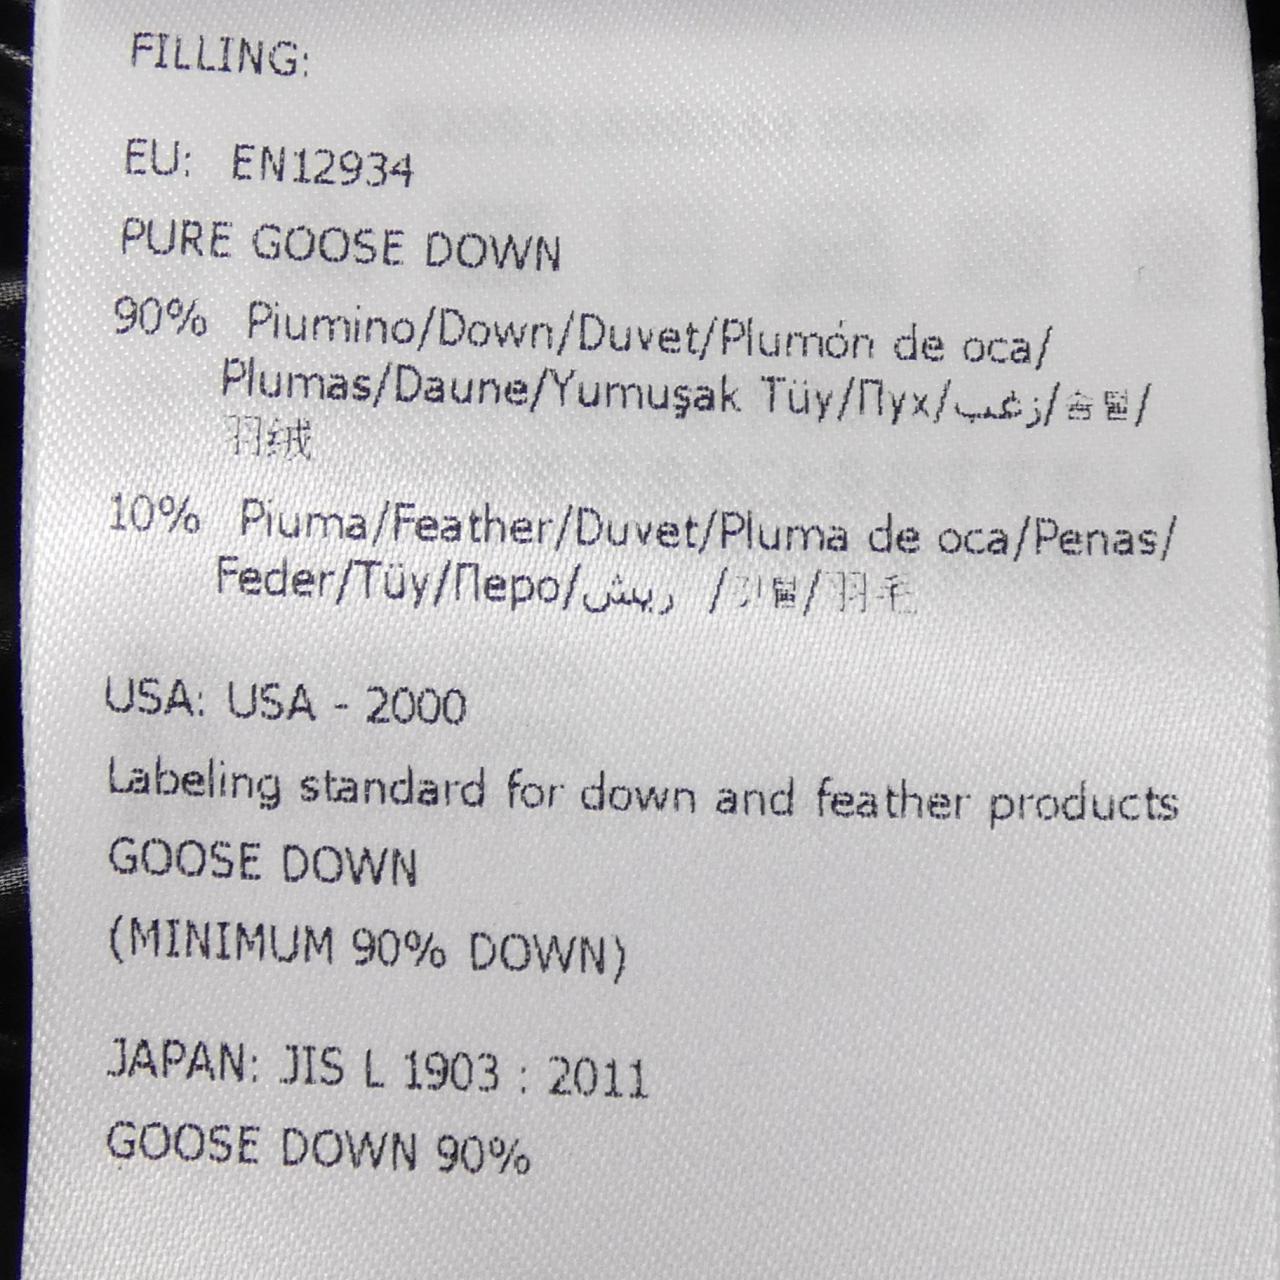 FILLING:
EU: EN12934
PURE GOOSE DOWN
90% Piumino/Down/Duvet/Plumón de oca/
Plumas/Daune/Yumuşak Tüy/Пух/زغب/솜털/
羽绒
10% Piuma/Feather/Duvet/Pluma de oca/Penas/
Feder/Tüy/Перо/ريش /깃털/羽毛
USA: USA - 2000
Labeling standard for down and feather products
GOOSE DOWN
(MINIMUM 90% DOWN)
JAPAN: JIS L 1903 : 2011
GOOSE DOWN 90%